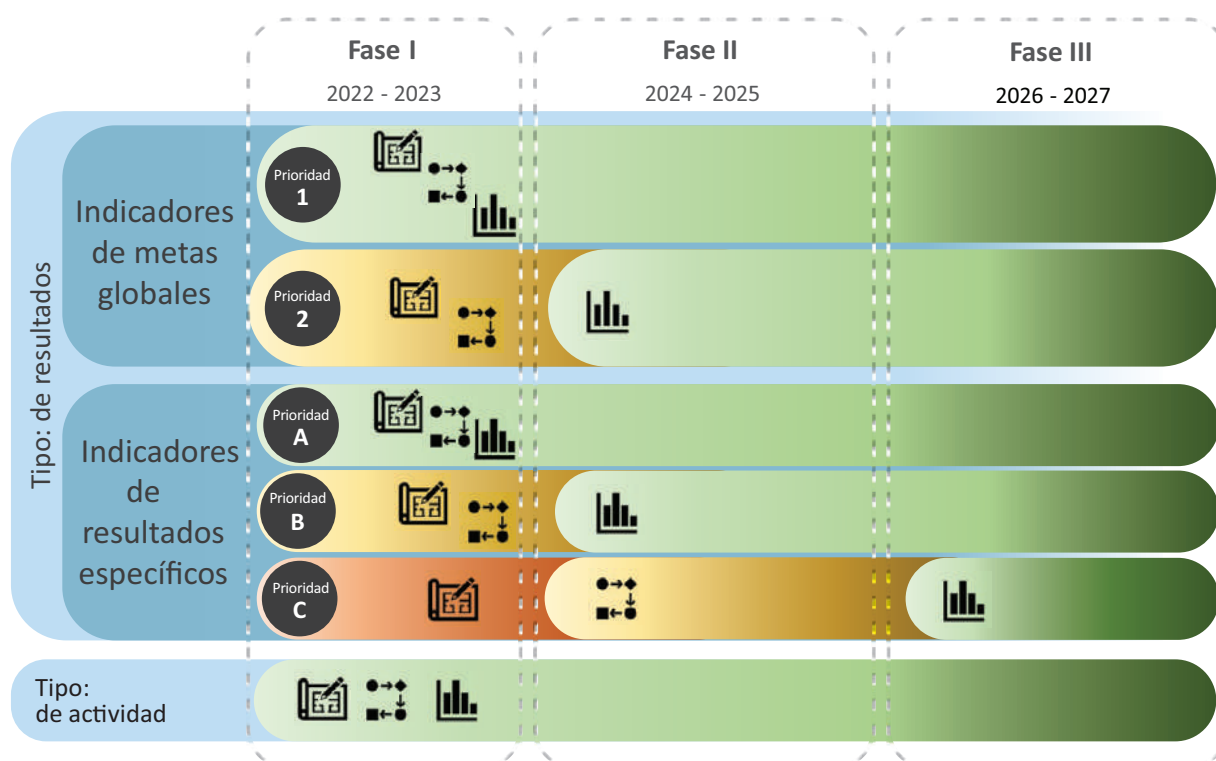 Fase I
2022 - 2023
Fase II
2024 - 2025
Fase III
2026 - 2027
Tipo: de resultados
Indicadores
de metas
globales
Prioridad
1
Prioridad
2
Indicadores
de
resultados
específicos
Prioridad
A
Prioridad
B
Prioridad
C
Tipo:
de actividad